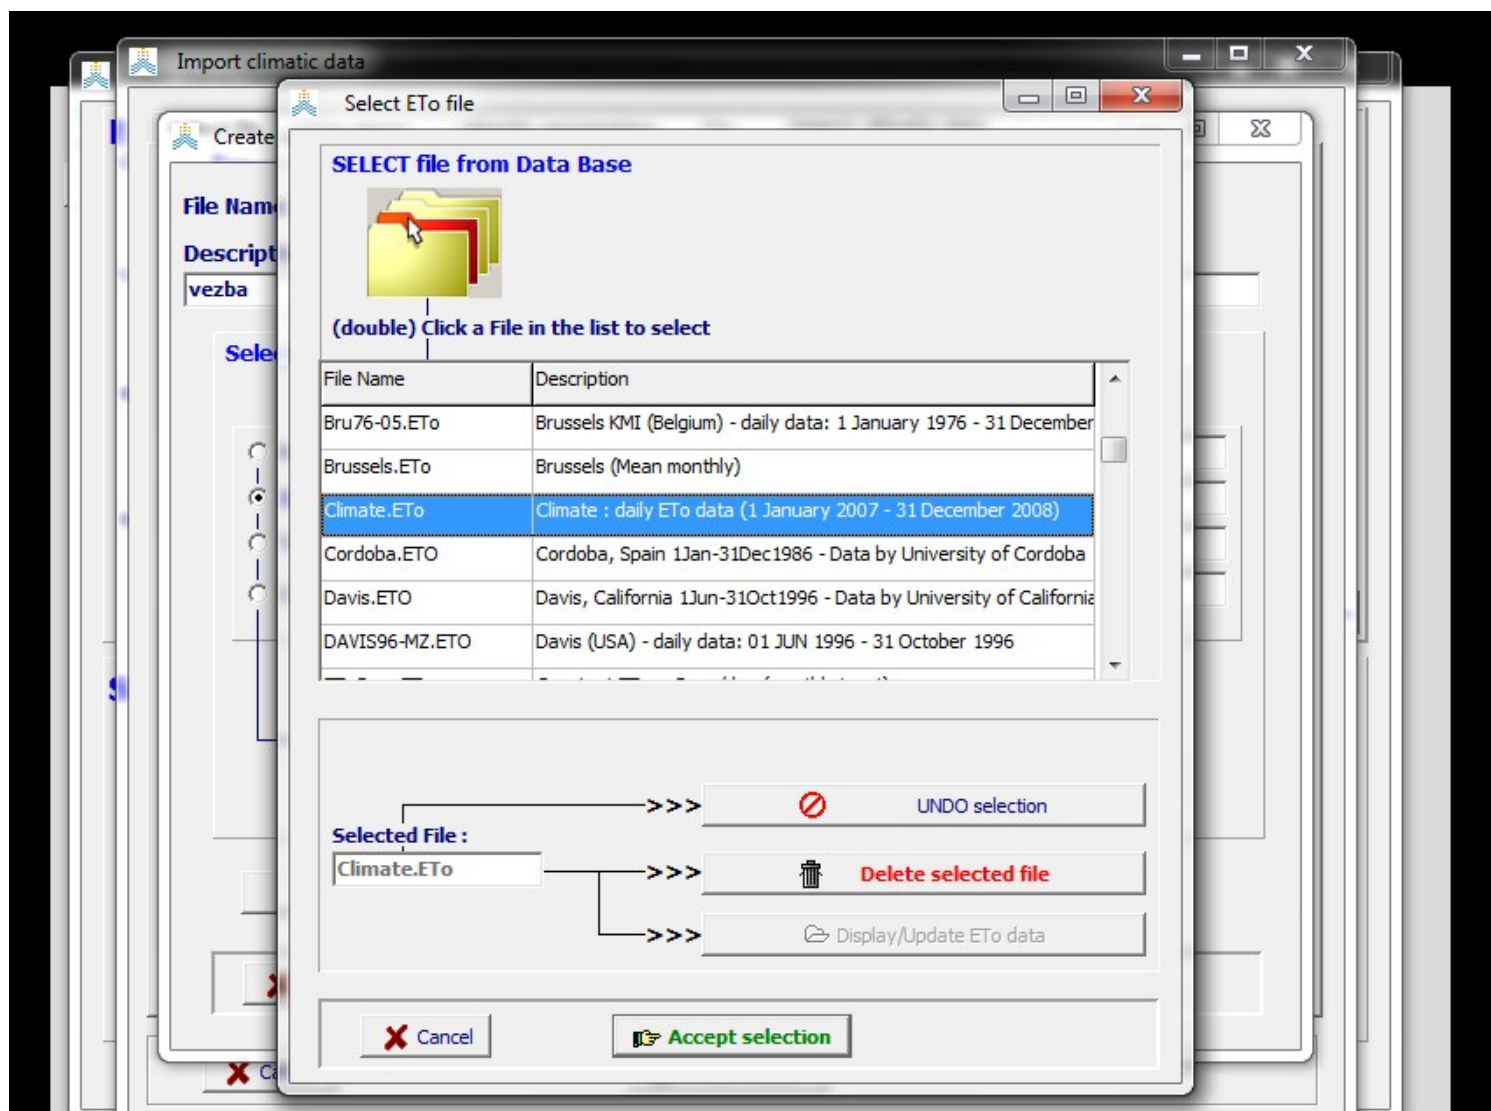 Import climatic data
Select ETo file
Create
SELECT file from Data Base
File Nam
Descript
vezba
(double) Click a File in the list to select
Selec
File Name Description
Bru76-05.ETo Brussels KMI (Belgium) - daily data: 1 January 1976 - 31 December
Brussels.ETo Brussels (Mean monthly)
Climate.ETo Climate : daily ETo data (1 January 2007 - 31 December 2008)
Cordoba.ETO Cordoba, Spain 1Jan-31Dec1986 - Data by University of Cordoba
Davis.ETO Davis, California 1Jun-31Oct1996 - Data by University of California
DAVIS96-MZ.ETO Davis (USA) - daily data: 01 JUN 1996 - 31 October 1996
>>> UNDO selection
Selected File :
Climate.ETo >>> Delete selected file
>>> Display/Update ETo data
Cancel Accept selection
Ca